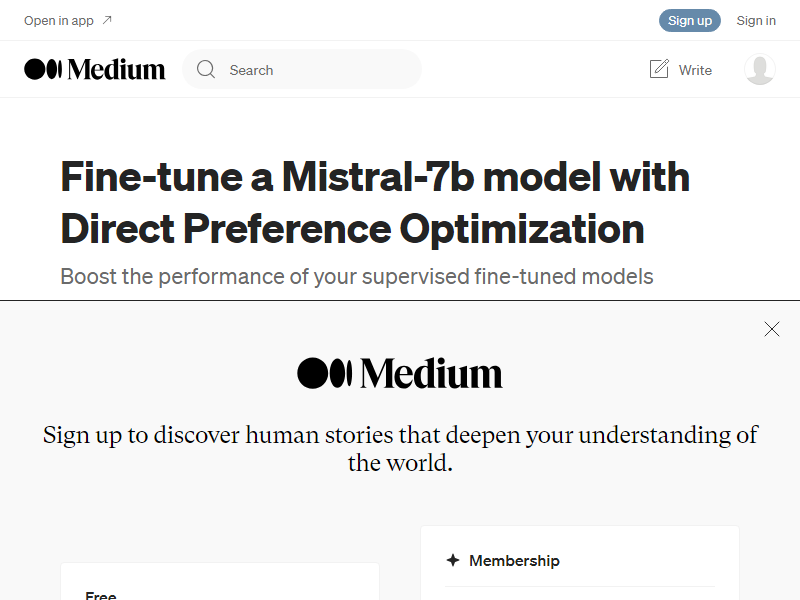 Open in app
Sign up
Sign in
Medium
Search
Write
Fine-tune a Mistral-7b model with
Direct Preference Optimization
Boost the performance of your supervised fine-tuned models
Medium
Sign up to discover human stories that deepen your understanding of
the world.
Membership
Free